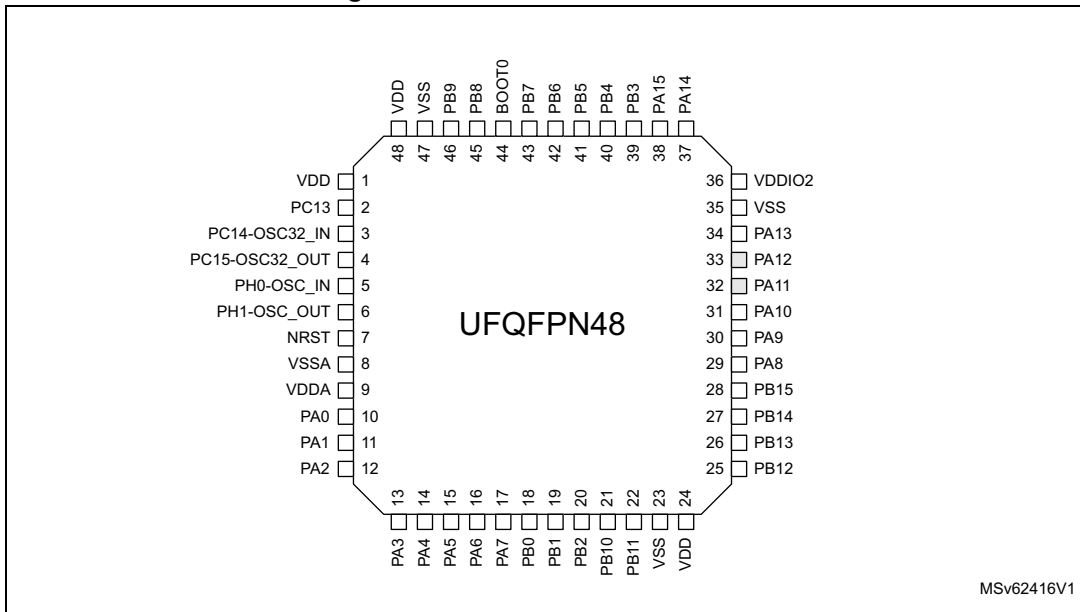 VDD VSS PB9 PB8 BOOT0 PB7 PB6 PB5 PB4 PB3 PA15 PA14
48 47 46 45 44 43 42 41 40 39 38 37
VDD 1 36 VDDIO2
PC13 2 35 VSS
PC14-OSC32_IN 3 34 PA13
PC15-OSC32_OUT 4 33 PA12
PH0-OSC_IN 5 32 PA11
PH1-OSC_OUT 6 31 PA10
UFQFPN48
NRST 7 30 PA9
VSSA 8 29 PA8
VDDA 9 28 PB15
PA0 10 27 PB14
PA1 11 26 PB13
PA2 12 25 PB12
13 14 15 16 17 18 19 20 21 22 23 24
PA3 PA4 PA5 PA6 PA7 PB0 PB1 PB2 PB10 PB11 VSS VDD
MSv62416V1